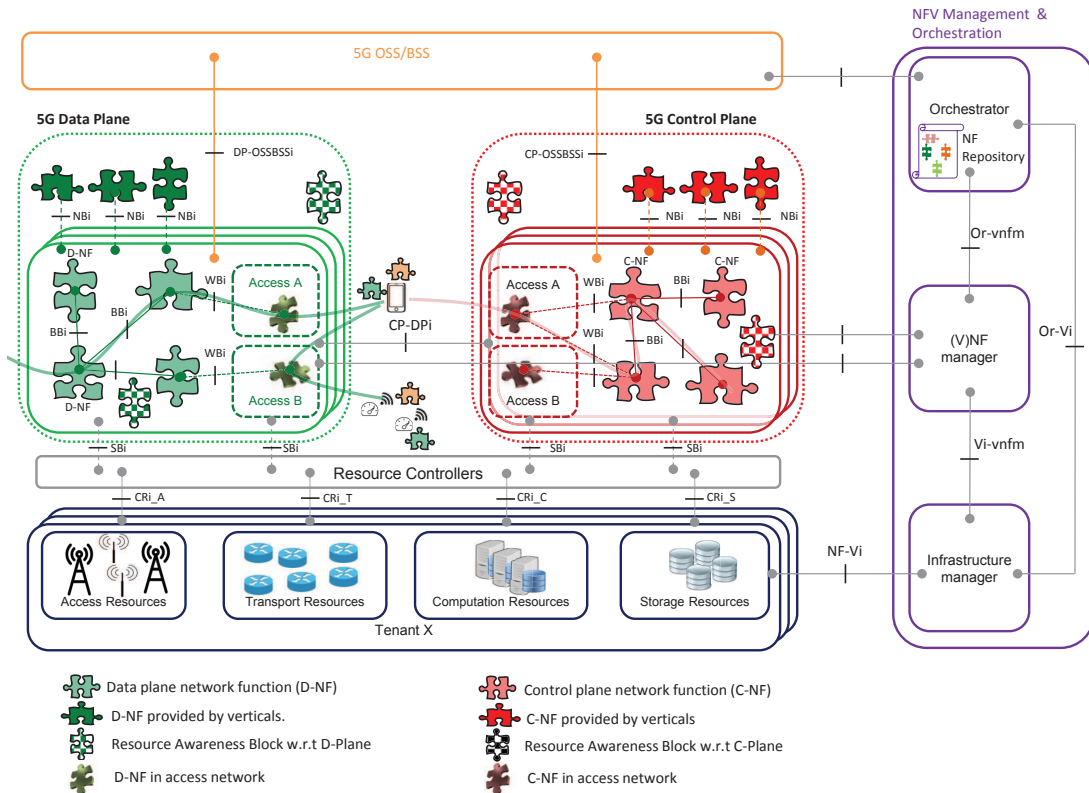 NFV Management &
Orchestration
5G OSS/BSS
Orchestrator
NF
Repository
5G Data Plane
5G Control Plane
DP-OSSBSSi
CP-OSSBSSi
NBi
NBi
NBi
NBi
NBi
NBi
D-NF
C-NF
C-NF
Or-vnfm
Access A
WBi
Access A
WBi
BBi
BBi
BBi
CP-DPi
WBi
BBi
WBi
Access B
Access B
D-NF
(V)NF
manager
Or-Vi
SBi
SBi
SBi
SBi
Vi-vnfm
Resource Controllers
CRi_A
CRi_T
CRi_C
CRi_S
NF-Vi
Infrastructure
manager
Access Resources
Transport Resources
Computation Resources
Storage Resources
Tenant X
Data plane network function (D-NF)
Control plane network function (C-NF)
D-NF provided by verticals.
C-NF provided by verticals
Resource Awareness Block w.r.t D-Plane
Resource Awareness Block w.r.t C-Plane
D-NF in access network
C-NF in access network